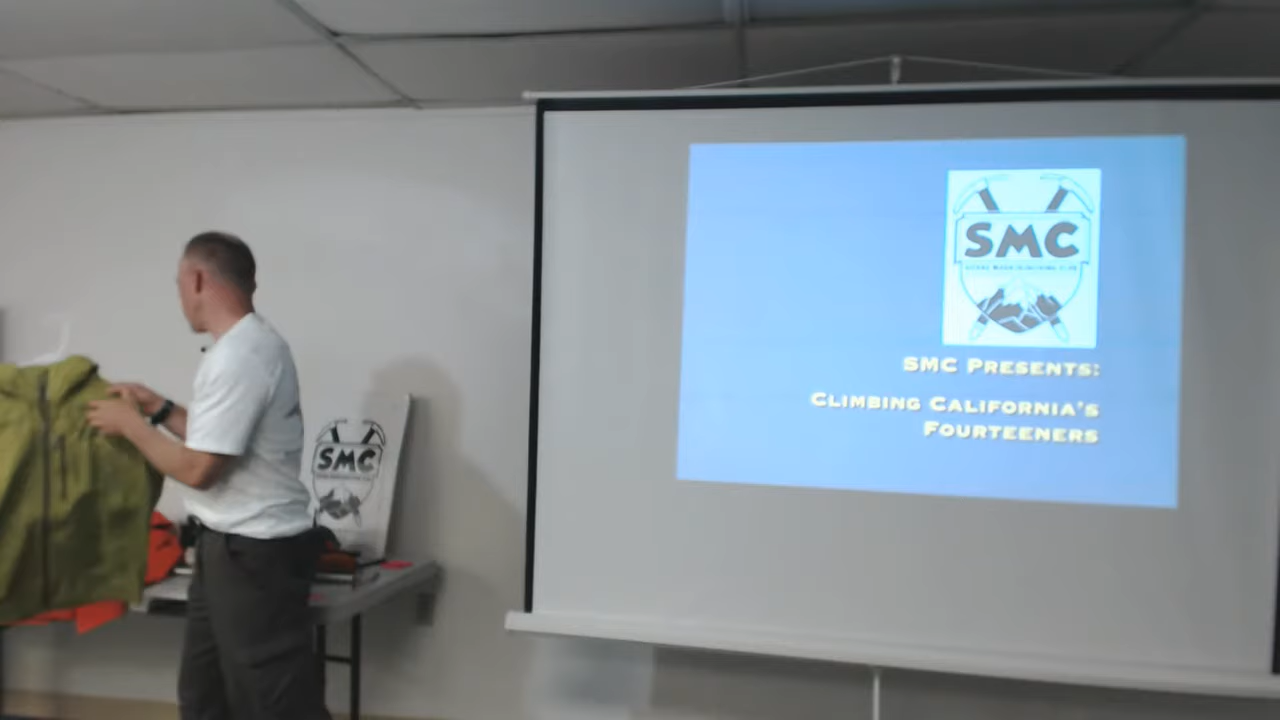 SMC
SMC PRESENTS:
CLIMBING CALIFORNIA'S
FOURTEENERS
SMC